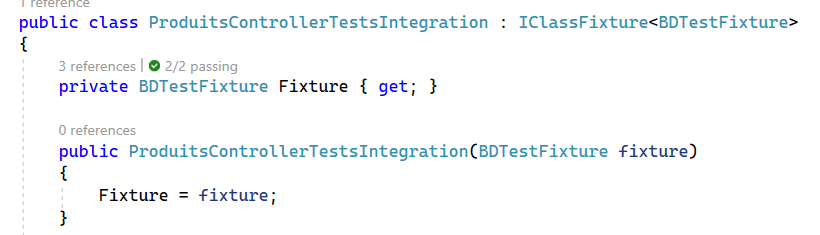 1 reference
public class ProduitsControllerTestsIntegration : IClassFixture<BDTestFixture>
{
3 references | 2/2 passing
private BDTestFixture Fixture { get; }
0 references
public ProduitsControllerTestsIntegration(BDTestFixture fixture)
{
Fixture = fixture;
}